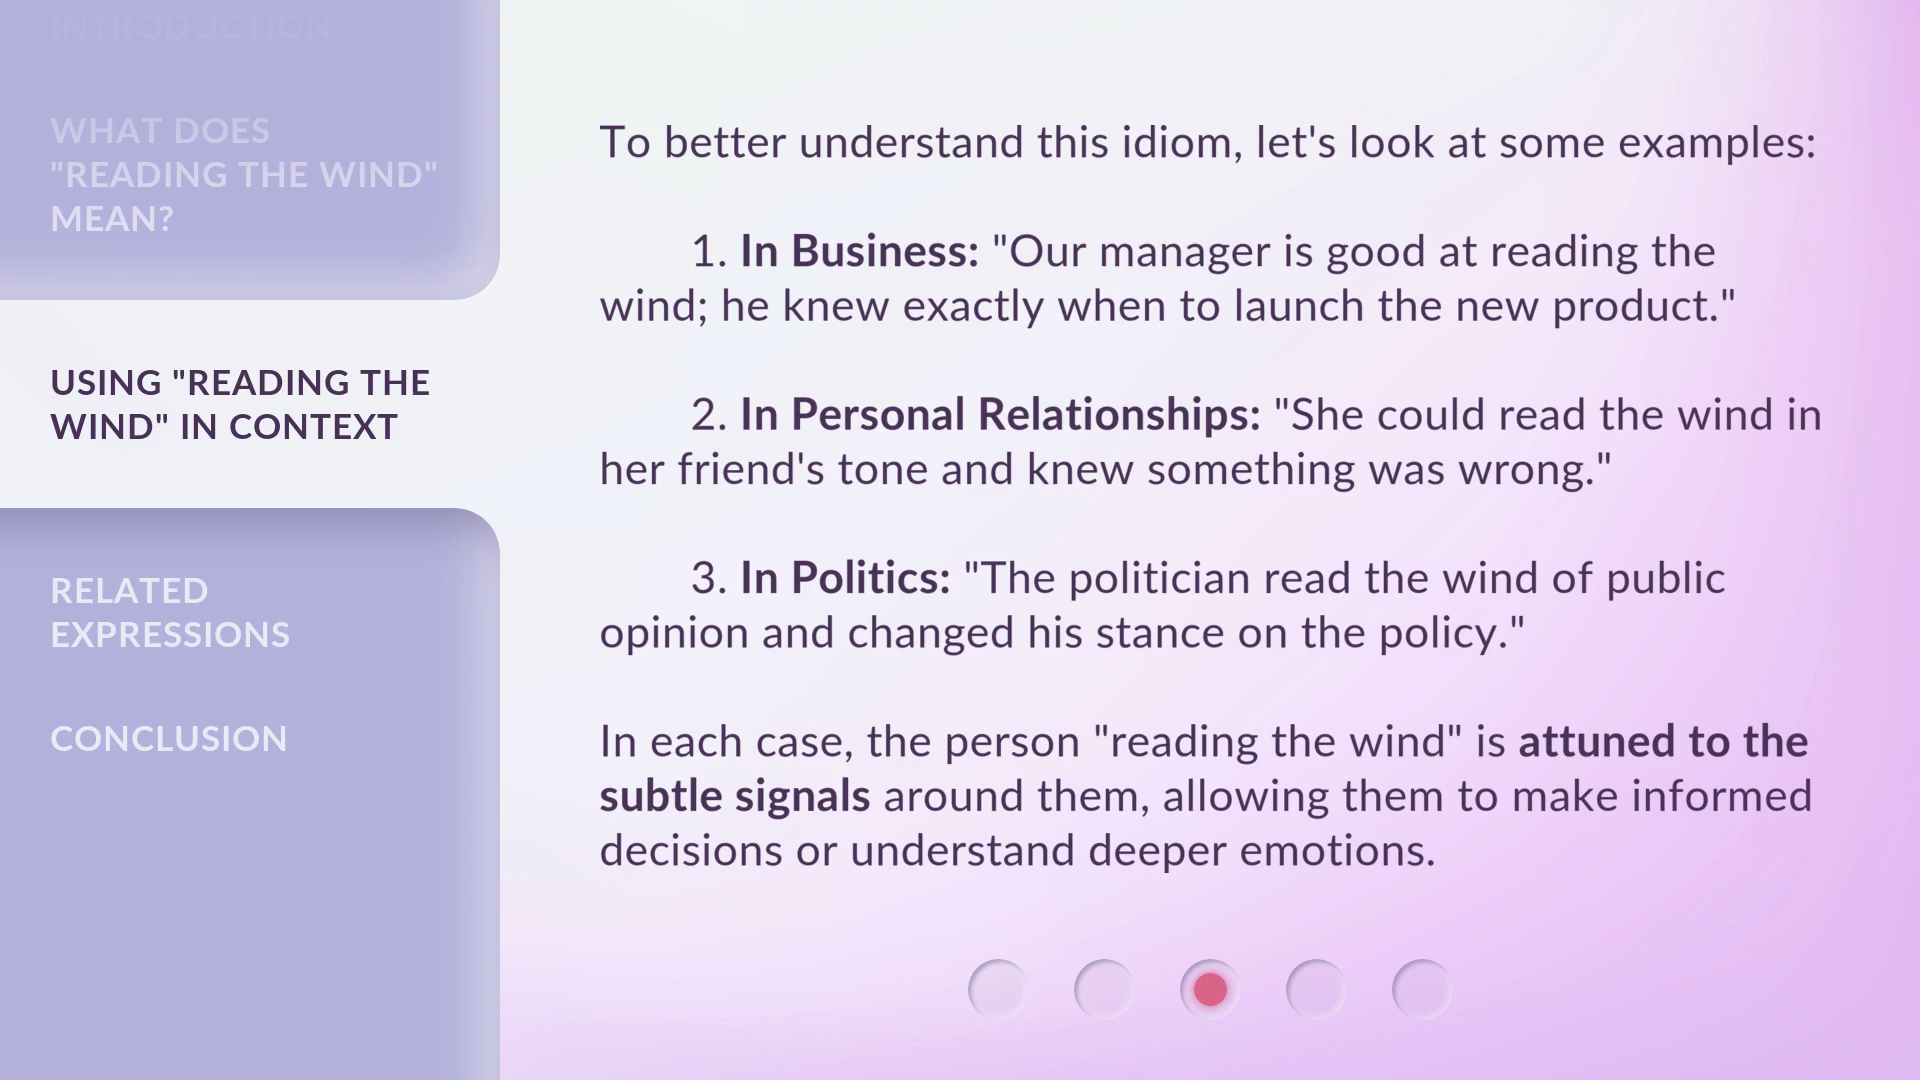 INTRODUCTION
WHAT DOES
"READING THE WIND"
MEAN?
USING "READING THE
WIND" IN CONTEXT
RELATED
EXPRESSIONS
CONCLUSION
To better understand this idiom, let's look at some examples:
1. In Business: "Our manager is good at reading the
wind; he knew exactly when to launch the new product."
2. In Personal Relationships: "She could read the wind in
her friend's tone and knew something was wrong."
3. In Politics: "The politician read the wind of public
opinion and changed his stance on the policy."
In each case, the person "reading the wind" is attuned to the
subtle signals around them, allowing them to make informed
decisions or understand deeper emotions.